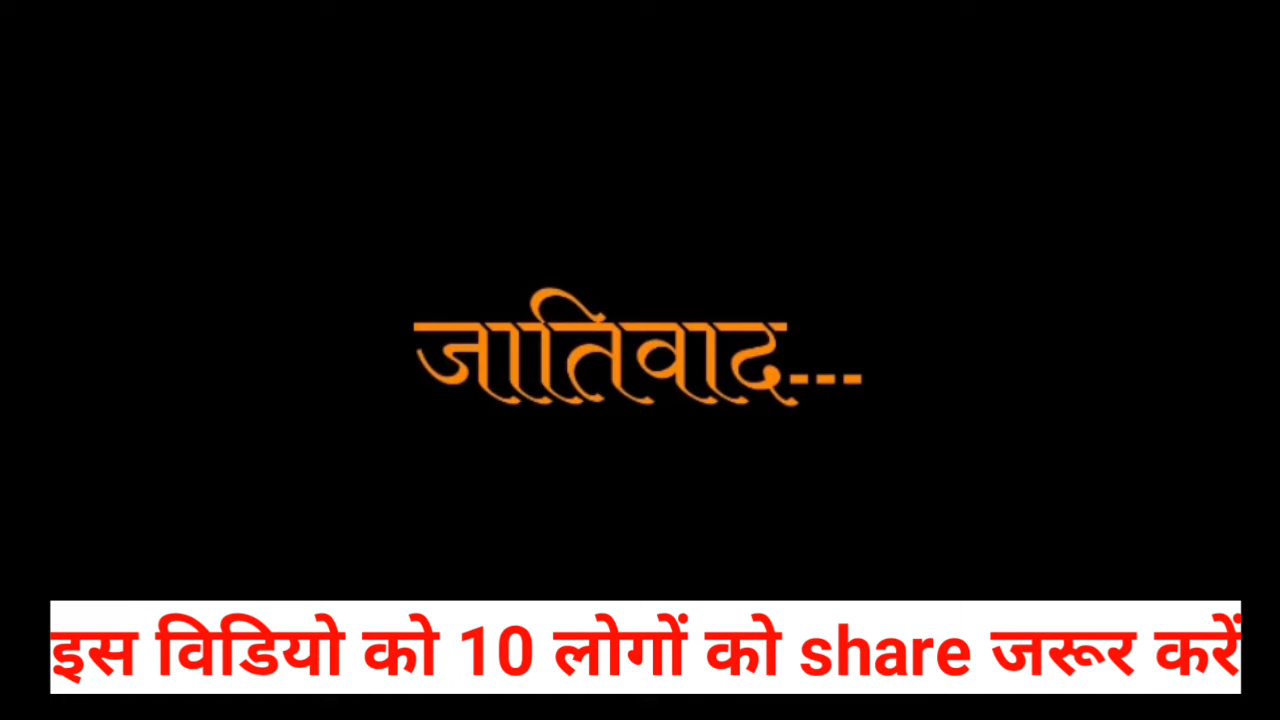 जातिवाद---
इस विडियो को 10 लोगों को share जरूर करें